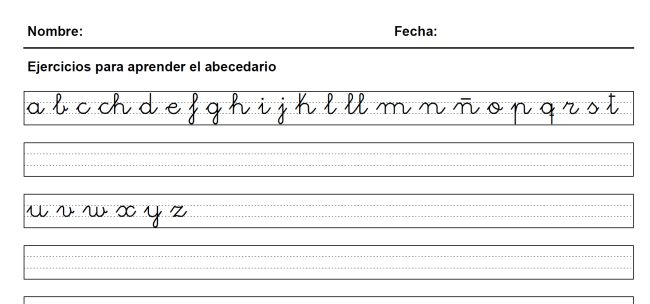 Nombre: Fecha:
Ejercicios para aprender el abecedario
a b c ch d e f g h i j k l ll m n ñ o p q r s t
u v w x y z